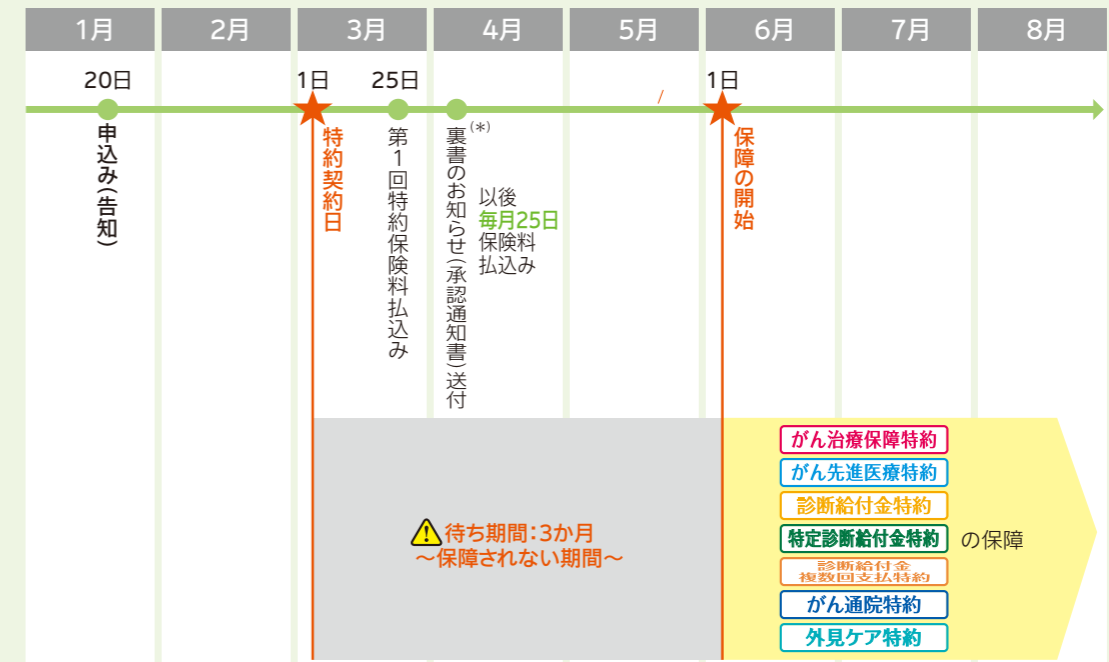 1月
2月
3月
4月
5月
6月
7月
8月
20日
1日
25日
1日
申込み(告知)
特約契約日
第1回特約保険料払込み
裏書のお知らせ(承認通知書)送付
(*)
以後
毎月25日
保険料
払込み
保障の開始
待ち期間:3か月
〜保障されない期間〜
がん治療保障特約
がん先進医療特約
診断給付金特約
特定診断給付金特約
の保障
診断給付金
複数回支払特約
がん通院特約
外見ケア特約